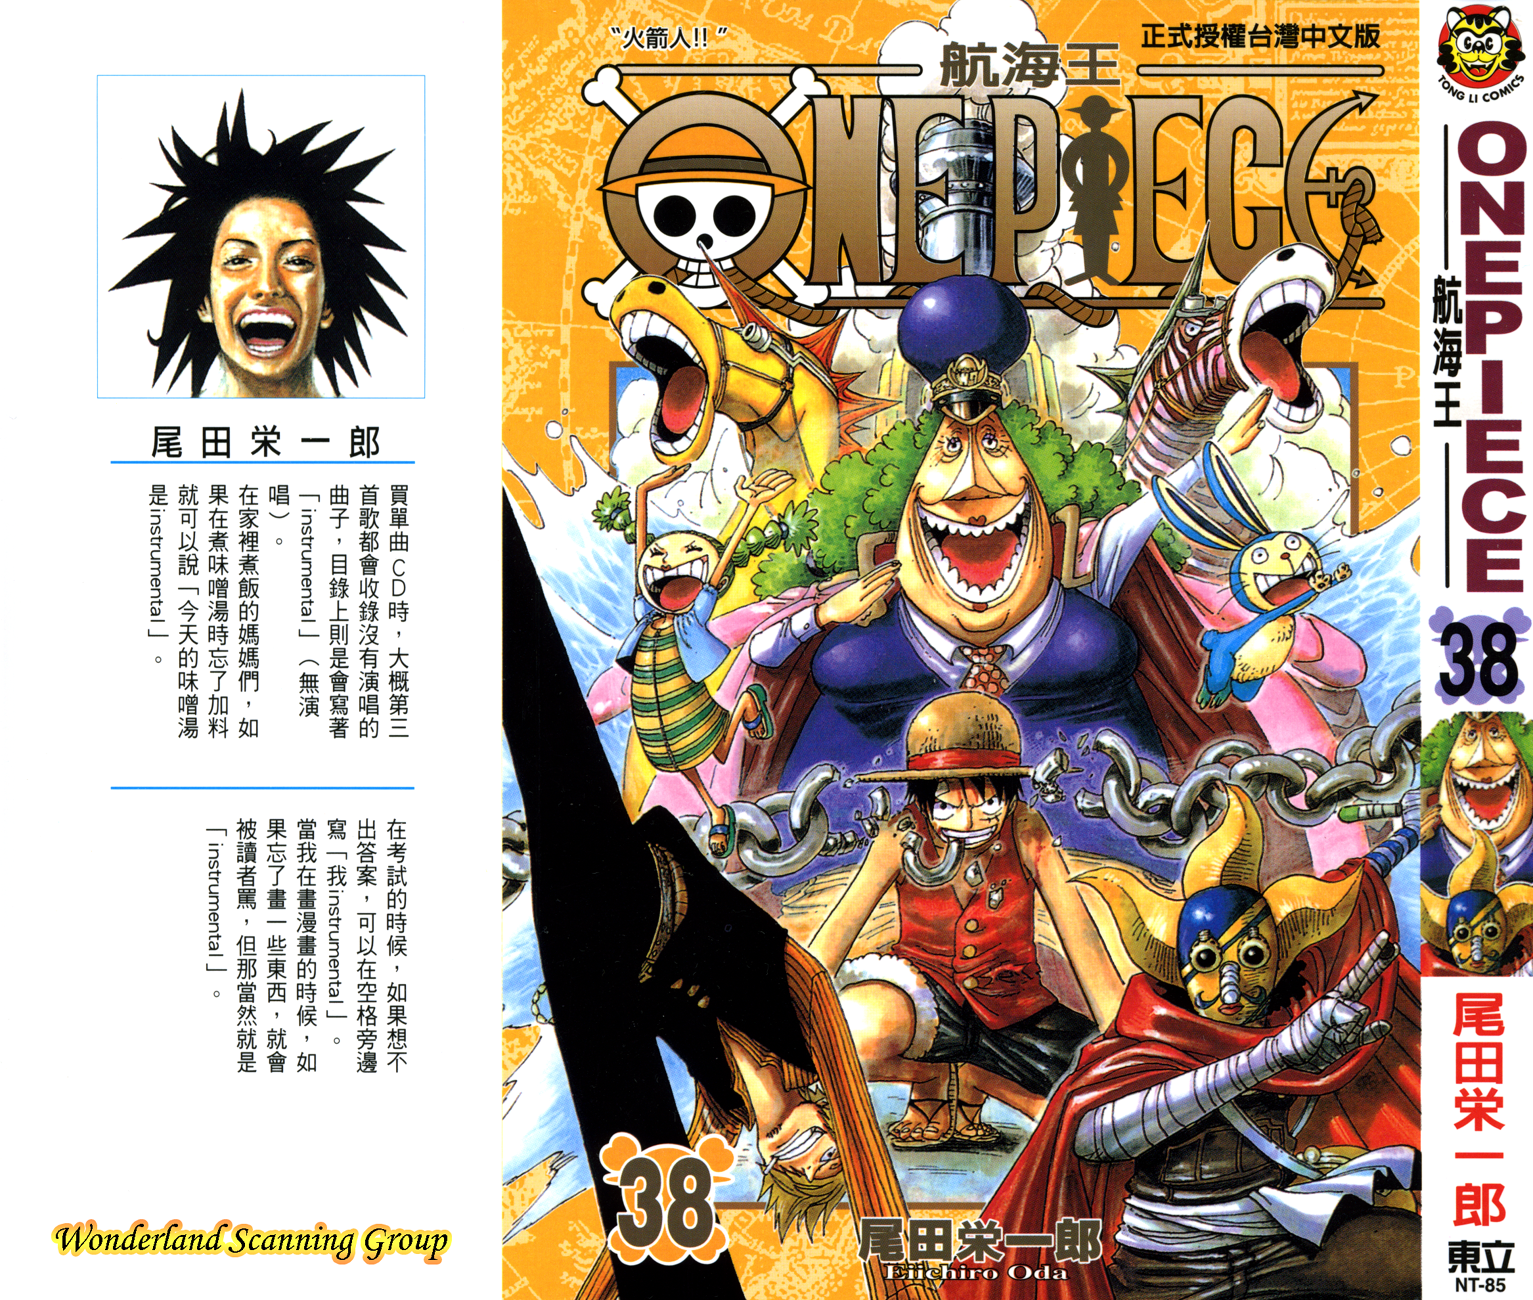 尾田栄一郎
買單曲CD時，大概第三
首歌都會收錄沒有演唱的
曲子，目錄上則是會寫著
「instrumental」（無演
唱）。
在家裡煮飯的媽媽們，如
果在煮味噌湯時忘了加料
就可以說「今天的味噌湯
是instrumental」。
在考試的時候，如果想不
出答案，可以在空格旁邊
寫「我instrumental」。
當我在畫漫畫的時候，如
果忘了畫一些東西，就會
被讀者罵，但那當然就是
「instrumental」。
Wonderland Scanning Group
"火箭人!!"
正式授權台灣中文版
航海王
ONE PIECE
38
尾田栄一郎
Eiichiro Oda
TONG LI COMICS
ONE PIECE
航海王
38
尾田栄一郎
東立
NT-85